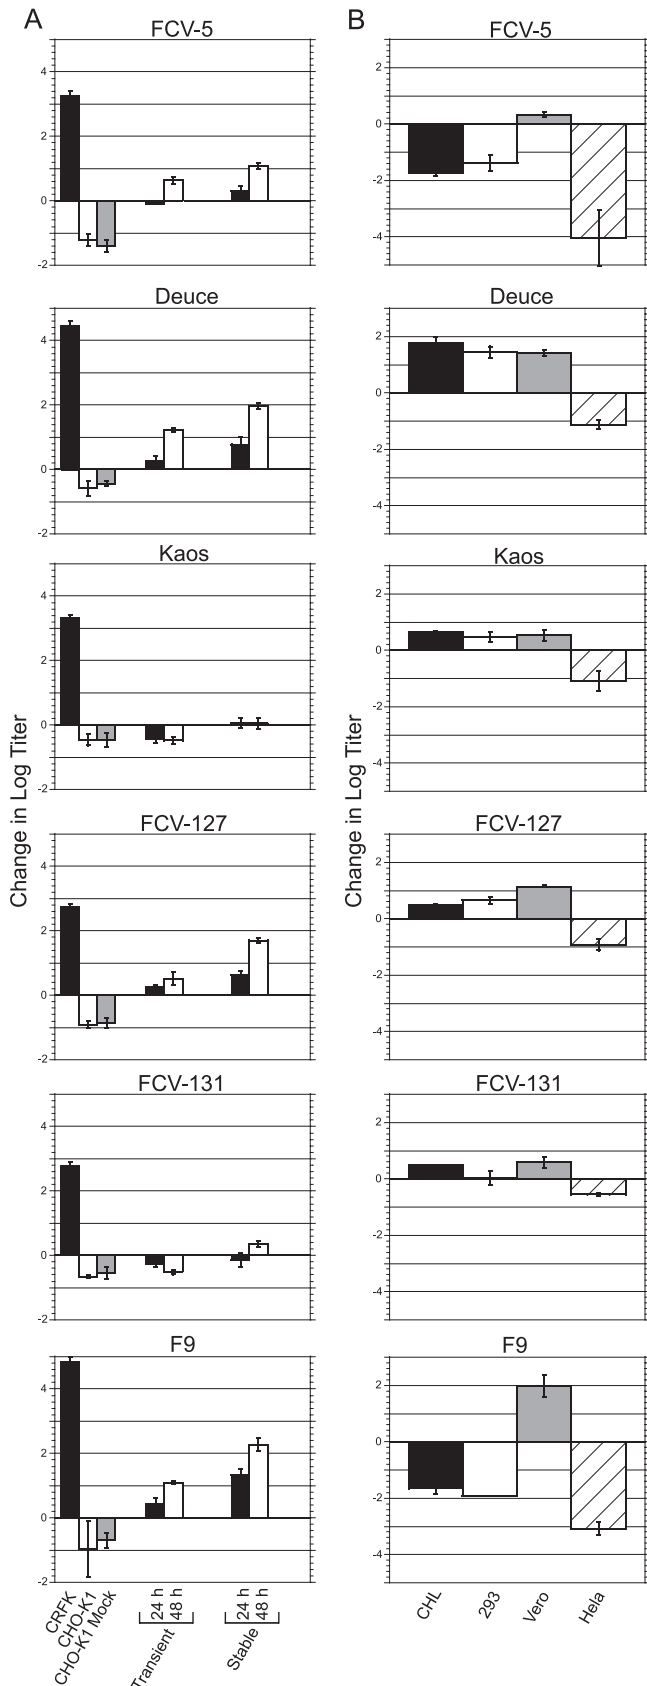 A
FCV-5
4
2
0
-2
Deuce
4
2
0
-2
Kaos
4
2
0
-2
FCV-127
4
2
0
-2
FCV-131
4
2
0
-2
F9
4
2
0
-2
Change in Log Titer
CRFK
CHO-K1
CHO-K1 Mock
24 h
48 h
Transient
24 h
48 h
Stable
B
FCV-5
2
0
-2
-4
Deuce
2
0
-2
-4
Kaos
2
0
-2
-4
FCV-127
2
0
-2
-4
FCV-131
2
0
-2
-4
F9
2
0
-2
-4
Change in Log Titer
CHL
293
Vero
Hela